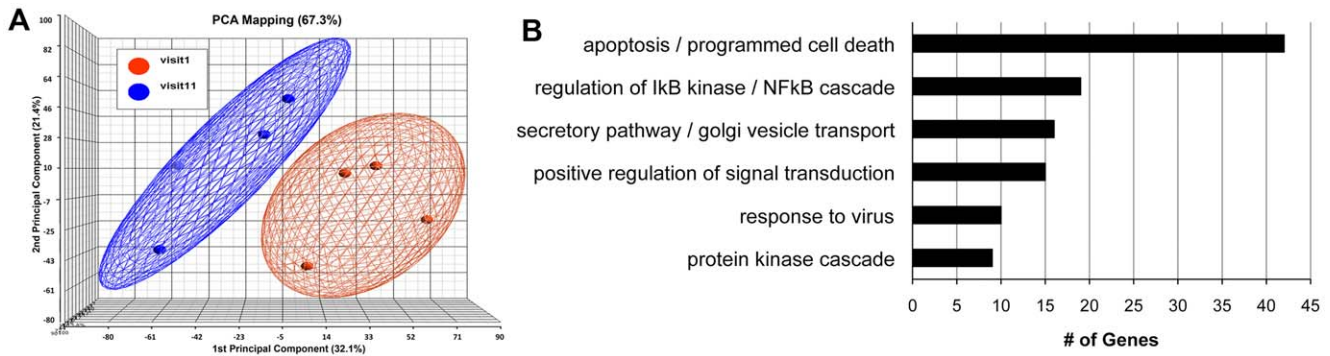 A
PCA Mapping (67.3%)
visit1
visit11
2nd Principal Component (21.4%)
100
82
64
46
28
10
-7
-25
-43
-61
-80
-80
-61
-42
-23
-5
14
33
52
71
90
1st Principal Component (32.1%)
B
apoptosis / programmed cell death
regulation of IkB kinase / NFkB cascade
secretory pathway / golgi vesicle transport
positive regulation of signal transduction
response to virus
protein kinase cascade
0 5 10 15 20 25 30 35 40 45
# of Genes